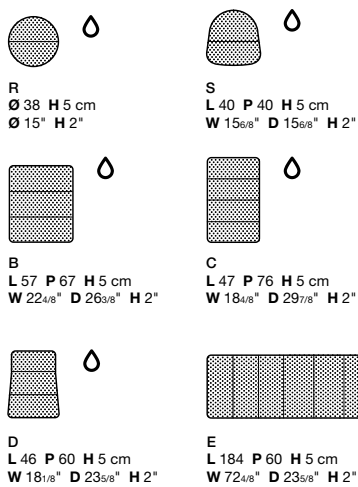 R
Ø 38 H 5 cm
Ø 15" H 2"
S
L 40 P 40 H 5 cm
W 156/8" D 156/8" H 2"
B
L 57 P 67 H 5 cm
W 224/8" D 263/8" H 2"
C
L 47 P 76 H 5 cm
W 184/8" D 297/8" H 2"
D
L 46 P 60 H 5 cm
W 181/8" D 235/8" H 2"
E
L 184 P 60 H 5 cm
W 724/8" D 235/8" H 2"